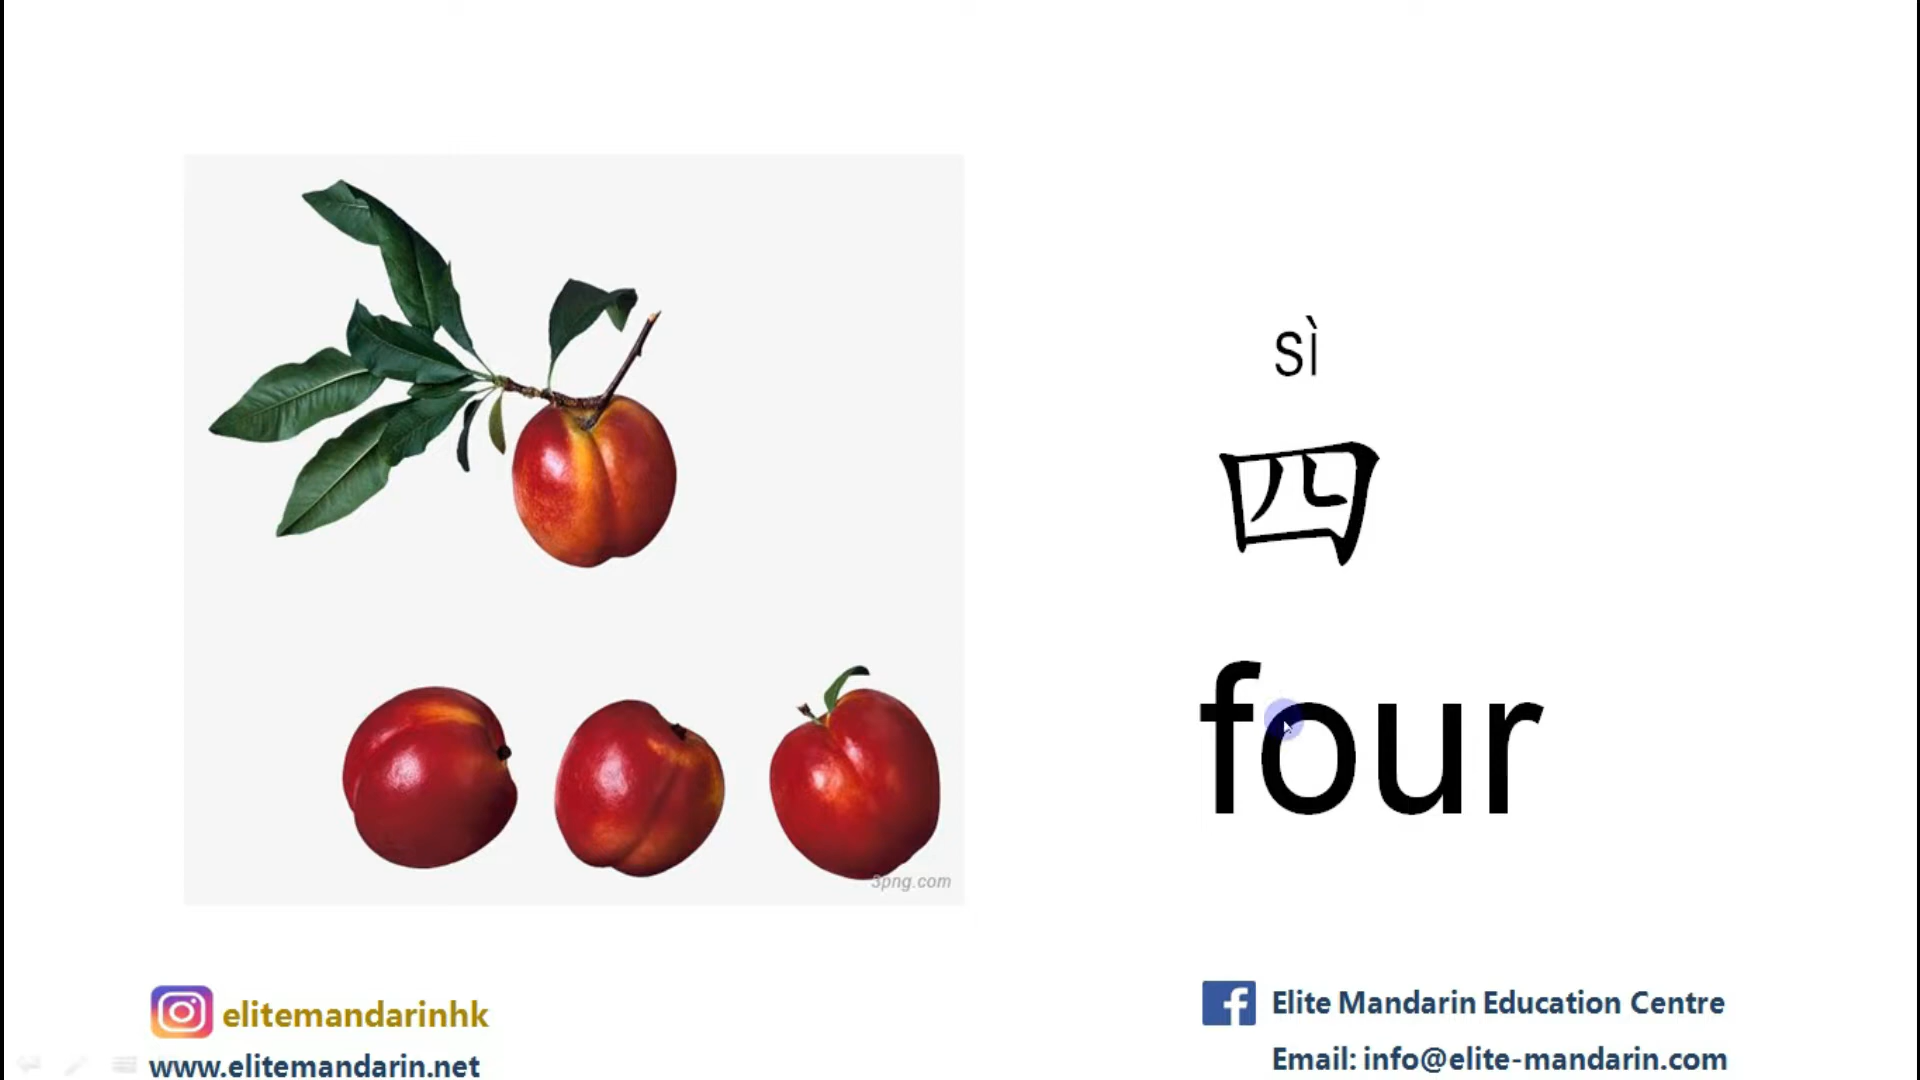 sì
四
four
3png.com
elitemandarinhk
www.elitemandarin.net
Elite Mandarin Education Centre
Email: info@elite-mandarin.com